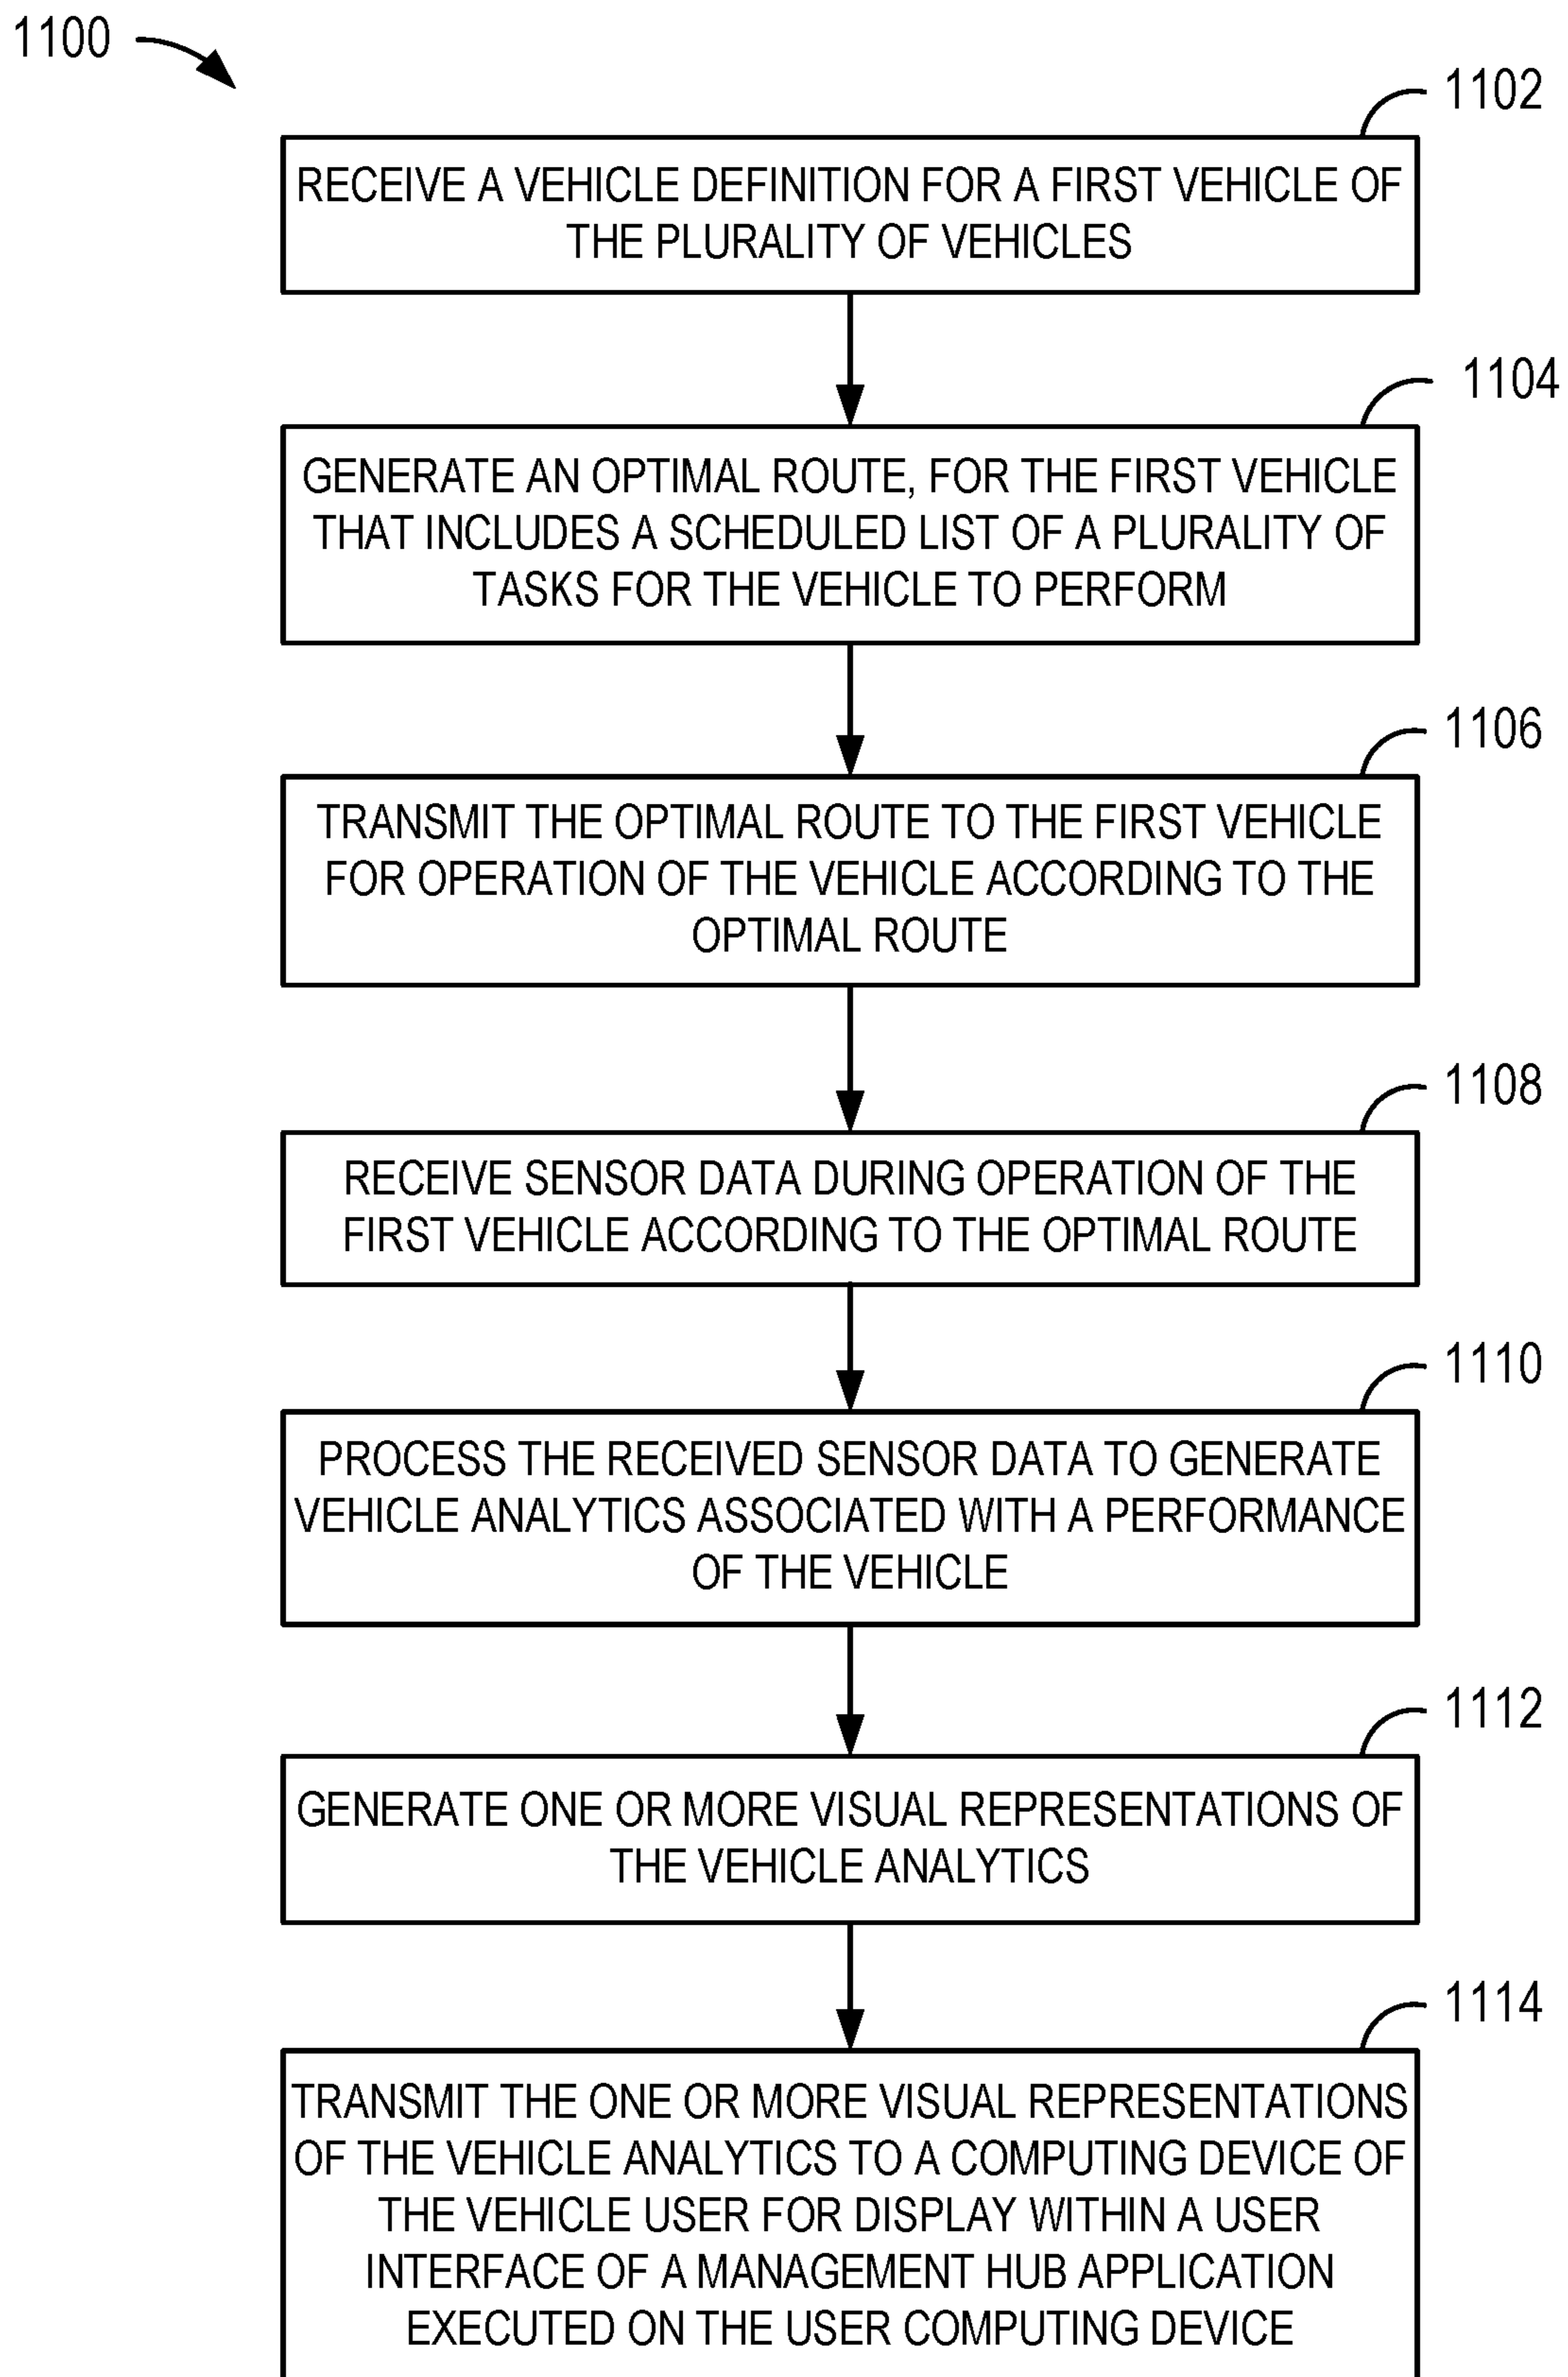 1100
1102
RECEIVE A VEHICLE DEFINITION FOR A FIRST VEHICLE OF
THE PLURALITY OF VEHICLES
1104
GENERATE AN OPTIMAL ROUTE, FOR THE FIRST VEHICLE
THAT INCLUDES A SCHEDULED LIST OF A PLURALITY OF
TASKS FOR THE VEHICLE TO PERFORM
1106
TRANSMIT THE OPTIMAL ROUTE TO THE FIRST VEHICLE
FOR OPERATION OF THE VEHICLE ACCORDING TO THE
OPTIMAL ROUTE
1108
RECEIVE SENSOR DATA DURING OPERATION OF THE
FIRST VEHICLE ACCORDING TO THE OPTIMAL ROUTE
1110
PROCESS THE RECEIVED SENSOR DATA TO GENERATE
VEHICLE ANALYTICS ASSOCIATED WITH A PERFORMANCE
OF THE VEHICLE
1112
GENERATE ONE OR MORE VISUAL REPRESENTATIONS OF
THE VEHICLE ANALYTICS
1114
TRANSMIT THE ONE OR MORE VISUAL REPRESENTATIONS
OF THE VEHICLE ANALYTICS TO A COMPUTING DEVICE OF
THE VEHICLE USER FOR DISPLAY WITHIN A USER
INTERFACE OF A MANAGEMENT HUB APPLICATION
EXECUTED ON THE USER COMPUTING DEVICE